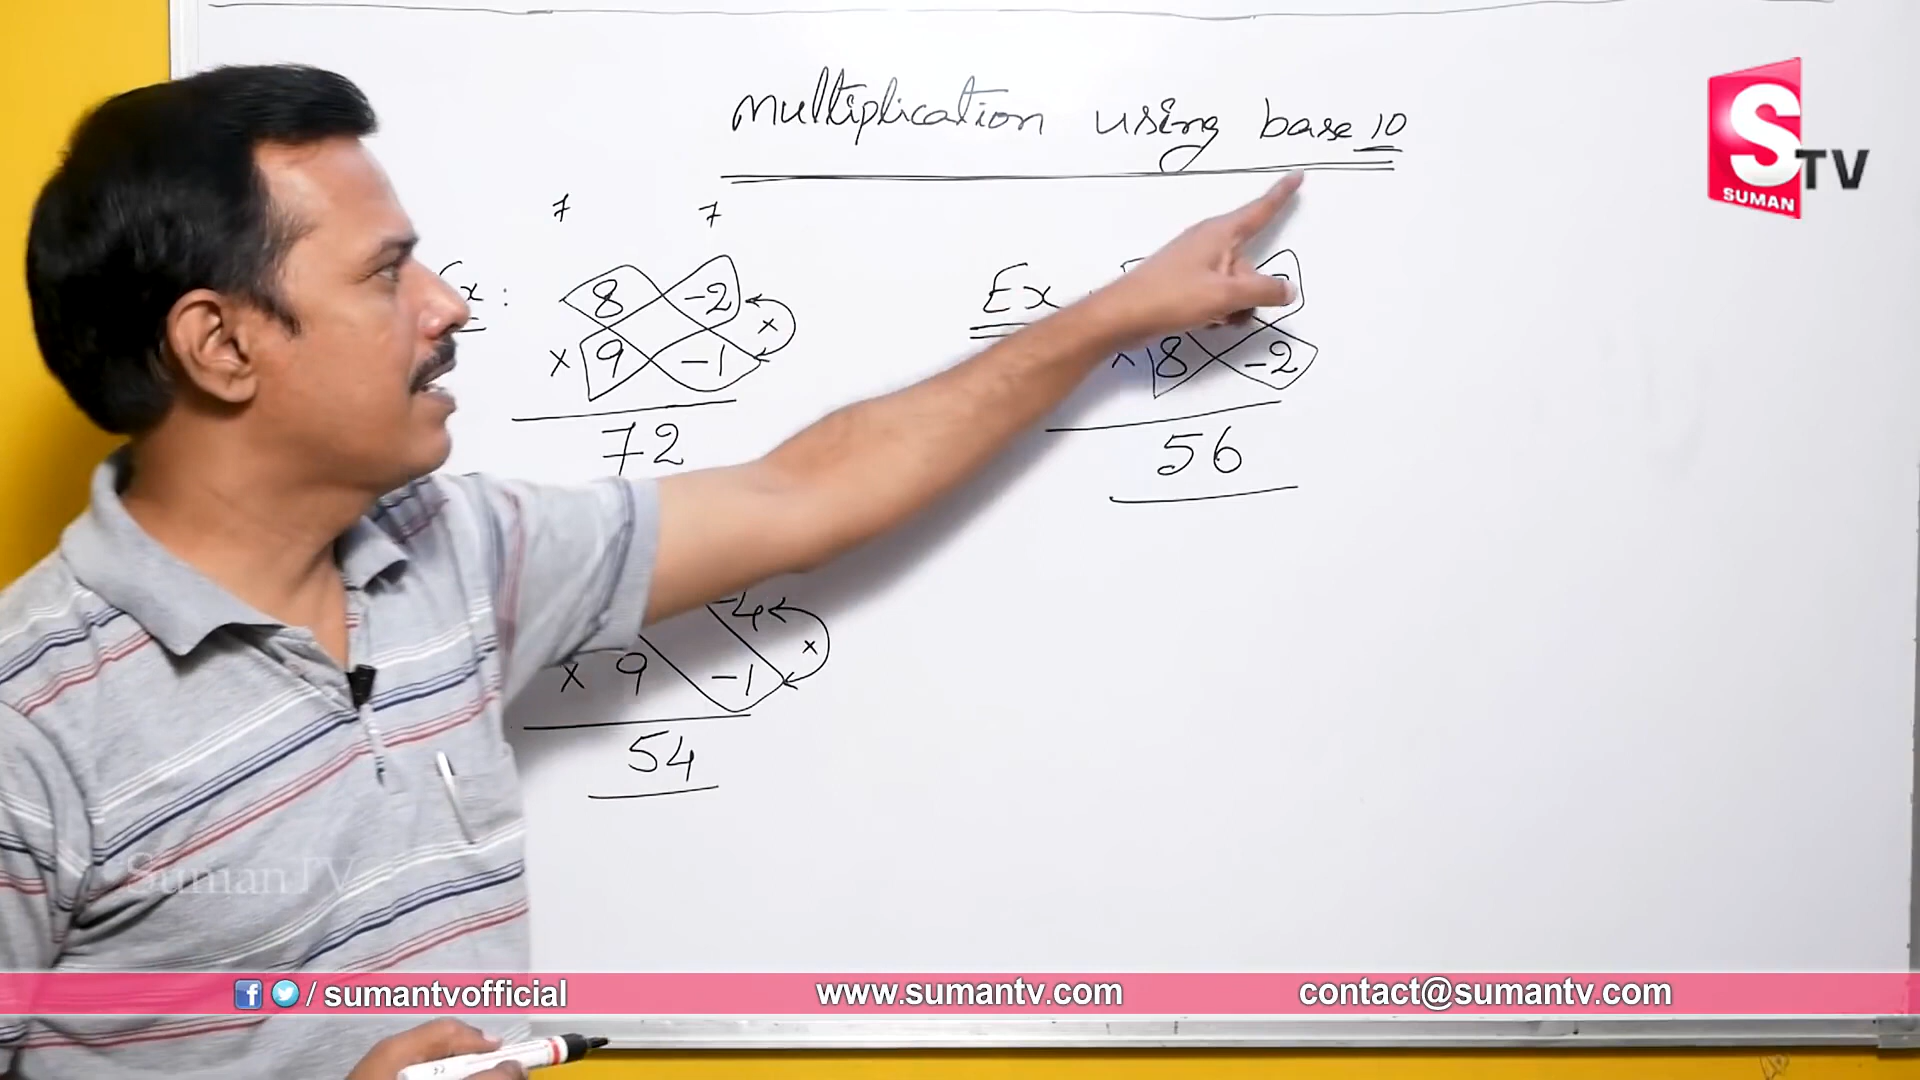 multiplication using base 10
S
TV
SUMAN
7 7
Ex :
8 -2
x
x 9 -1
72
Ex
x 8 -2
56
-4
x
x 9 -1
54
SumanTV
/ sumantvofficial
www.sumantv.com
contact@sumantv.com